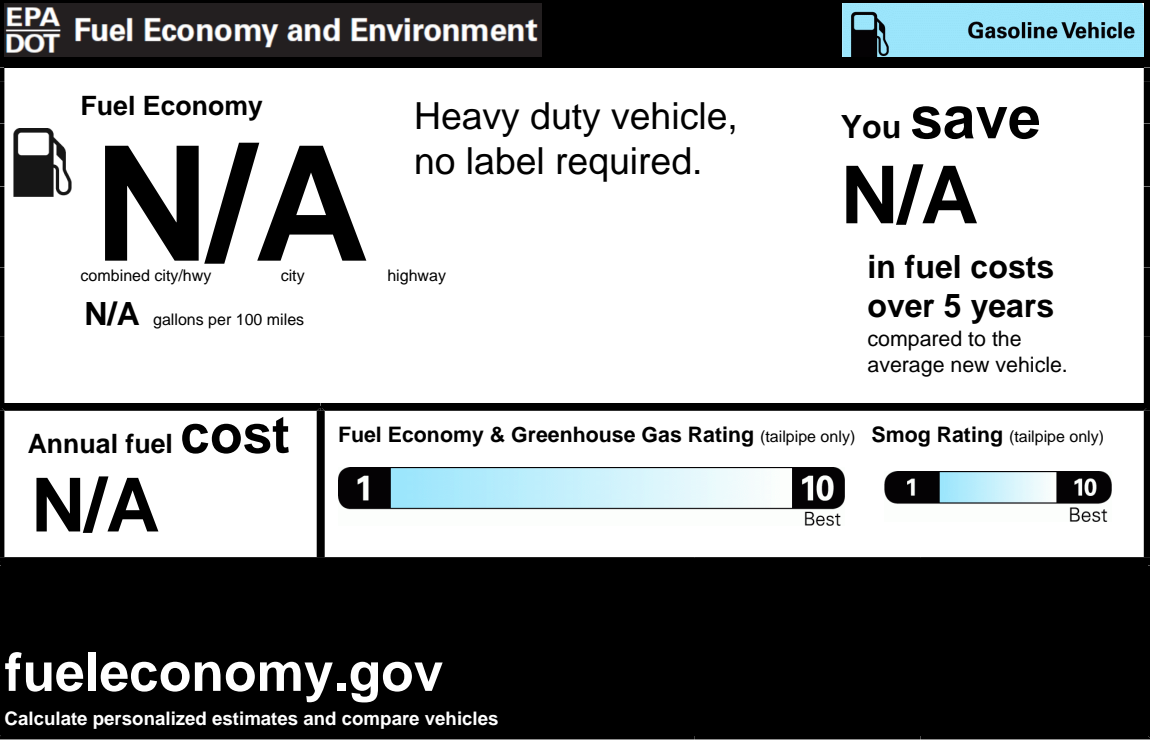 EPA
DOT
Fuel Economy and Environment
Gasoline Vehicle
Fuel Economy
N/A
combined city/hwy
city
highway
N/A gallons per 100 miles
Heavy duty vehicle,
no label required.
You save
N/A
in fuel costs
over 5 years
compared to the
average new vehicle.
Annual fuel cost
N/A
Fuel Economy & Greenhouse Gas Rating (tailpipe only)
1
10
Best
Smog Rating (tailpipe only)
1
10
Best
fueleconomy.gov
Calculate personalized estimates and compare vehicles